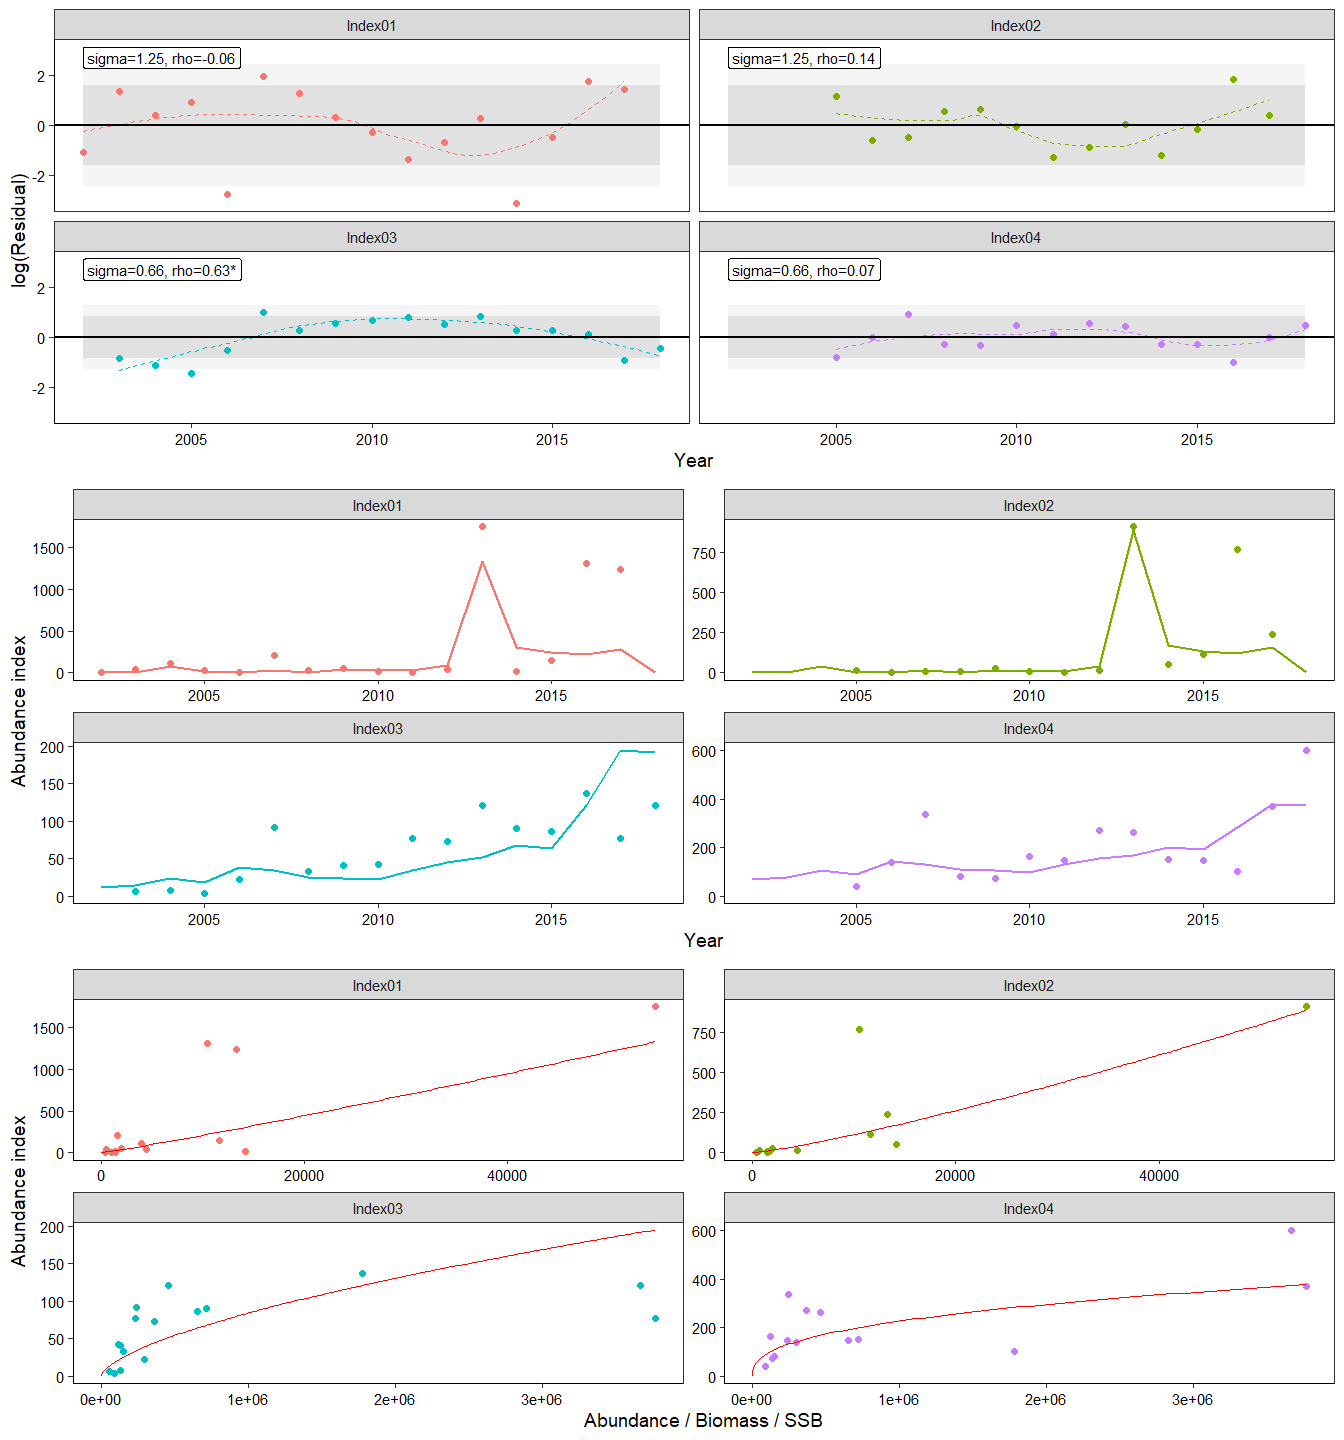 Index01
Index02
sigma=1.25, rho=-0.06
sigma=1.25, rho=0.14
2
0
-2
Index03
Index04
sigma=0.66, rho=0.63*
sigma=0.66, rho=0.07
2
0
-2
log(Residual)
2005
2010
2015
2005
2010
2015
Year
Index01
Index02
1500
1000
500
0
750
500
250
0
2005
2010
2015
2005
2010
2015
Abundance index
Index03
Index04
200
150
100
50
0
600
400
200
0
2005
2010
2015
2005
2010
2015
Year
Index01
Index02
1500
1000
500
0
750
500
250
0
0
20000
40000
0
20000
40000
Abundance index
Index03
Index04
200
150
100
50
0
600
400
200
0
0e+00
1e+06
2e+06
3e+06
0e+00
1e+06
2e+06
3e+06
Abundance / Biomass / SSB